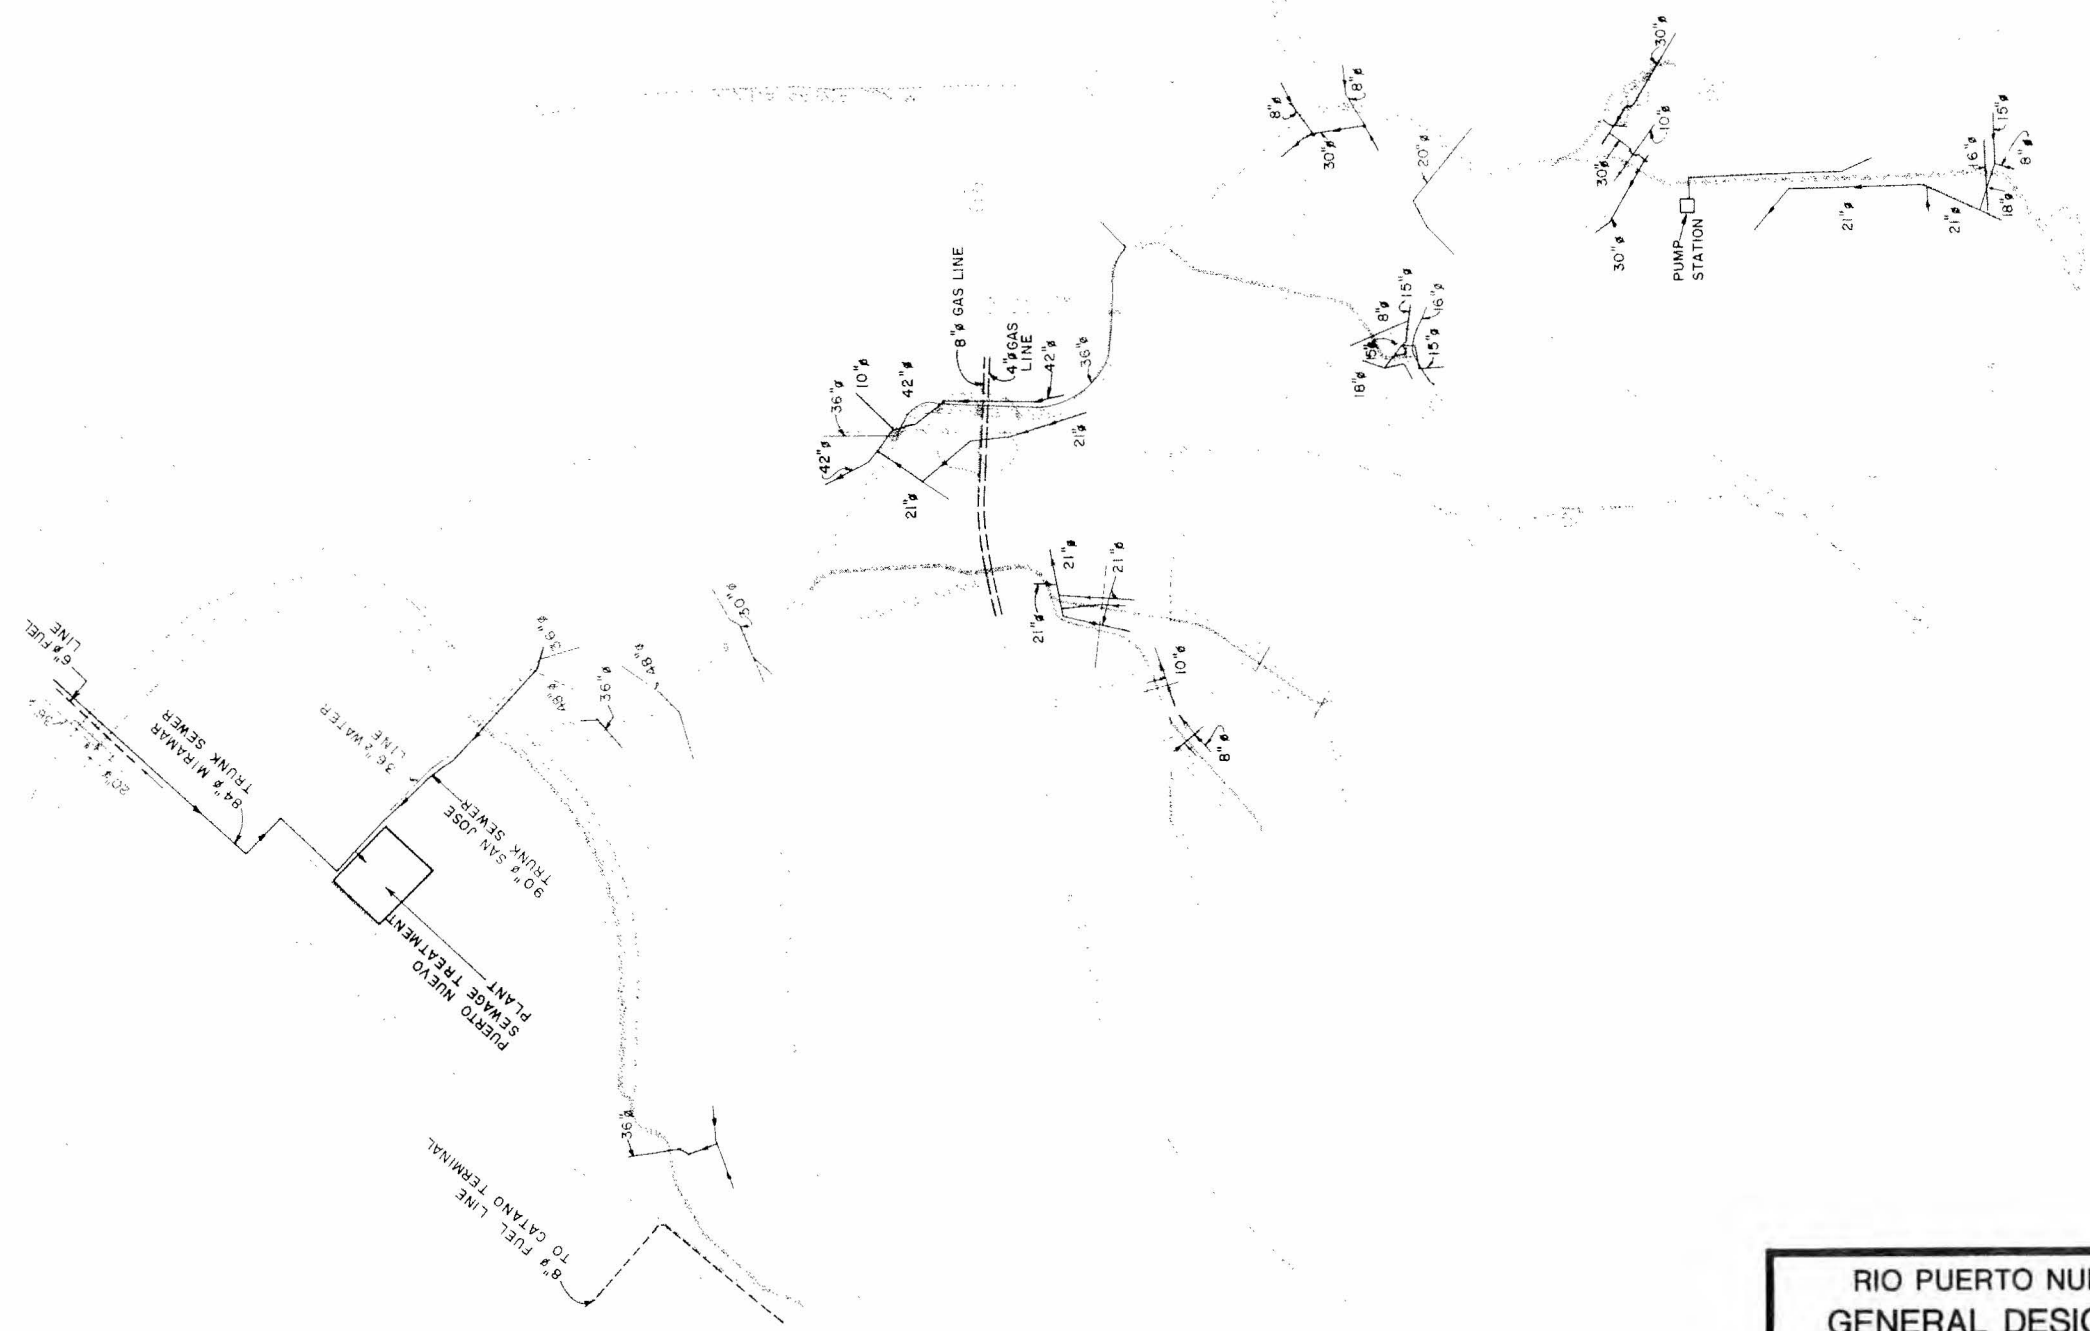 6"ø FUEL
LINE
36"ø
20"ø
84"ø MIRAMAR
TRUNK SEWER
36"2 WATER
LINE
90"ø SAN JOSE
TRUNK SEWER
PUERTO NUEVO
SEWAGE TREATMENT
PLANT
36"ø
48"ø
36"ø
48"ø
30"ø
36"ø
8"ø FUEL LINE
TO CATANO TERMINAL
42"ø
36"ø
10"ø
42"ø
8"ø GAS LINE
4"ø GAS
LINE
42"ø
36"ø
21"ø
21"ø
21"ø
21"ø
21"ø
10"ø
8"ø
8"ø
8"ø
30"ø
20"ø
18"ø
15"ø
8"ø
15"ø
16"ø
15"ø
30"ø
10"ø
30"ø
30"ø
PUMP
STATION
21"ø
21"ø
16"ø
15"ø
8"ø
18"ø
RIO PUERTO
GENERAL